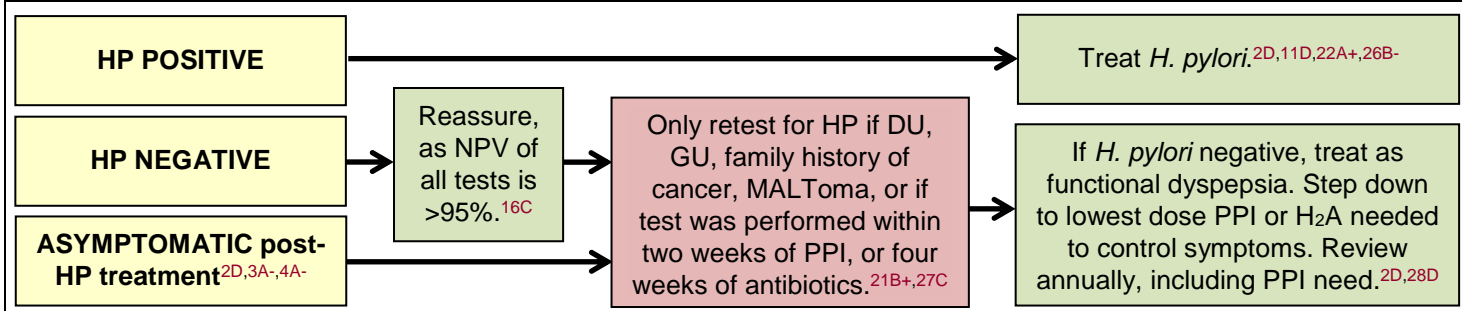 HP POSITIVE
Treat H. pylori.2D,11D,22A+,26B-
HP NEGATIVE
Reassure,
as NPV of
all tests is
>95%.16C
Only retest for HP if DU,
GU, family history of
cancer, MALToma, or if
test was performed within
two weeks of PPI, or four
weeks of antibiotics.21B+,27C
If H. pylori negative, treat as
functional dyspepsia. Step down
to lowest dose PPI or H2A needed
to control symptoms. Review
annually, including PPI need.2D,28D
ASYMPTOMATIC post-
HP treatment2D,3A-,4A-